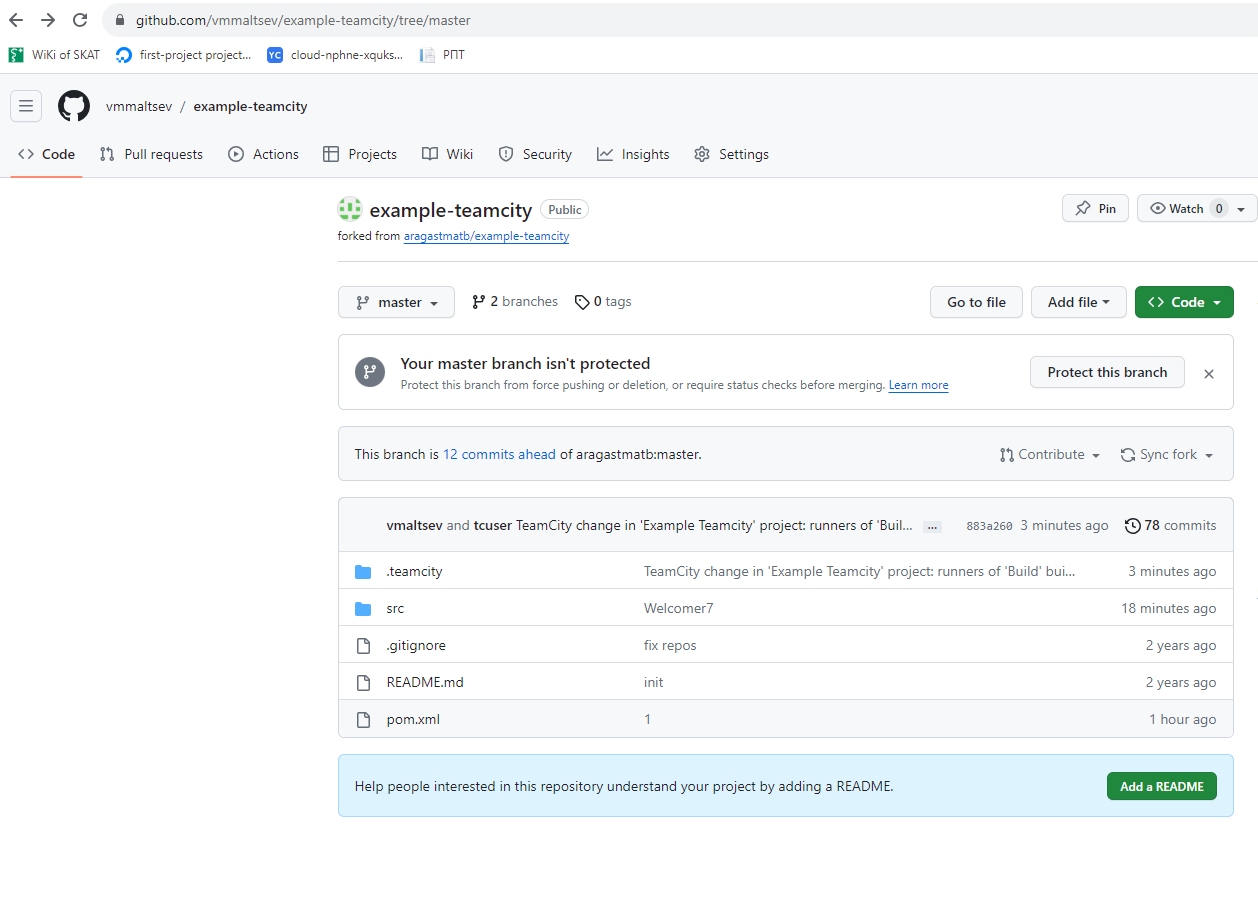 github.com/vmmaltsev/example-teamcity/tree/master
WiKi of SKAT first-project project... YC cloud-nphne-xquks... РПТ
vmmaltsev / example-teamcity
Code Pull requests Actions Projects Wiki Security Insights Settings
example-teamcity Public Pin Watch 0
forked from aragastmatb/example-teamcity
master 2 branches 0 tags Go to file Add file Code
Your master branch isn't protected
Protect this branch from force pushing or deletion, or require status checks before merging. Learn more
Protect this branch
This branch is 12 commits ahead of aragastmatb:master. Contribute Sync fork
vmaltsev and tcuser TeamCity change in 'Example Teamcity' project: runners of 'Buil... ... 883a260 3 minutes ago 78 commits
.teamcity TeamCity change in 'Example Teamcity' project: runners of 'Build' bui... 3 minutes ago
src Welcomer7 18 minutes ago
.gitignore fix repos 2 years ago
README.md init 2 years ago
pom.xml 1 1 hour ago
Help people interested in this repository understand your project by adding a README. Add a README